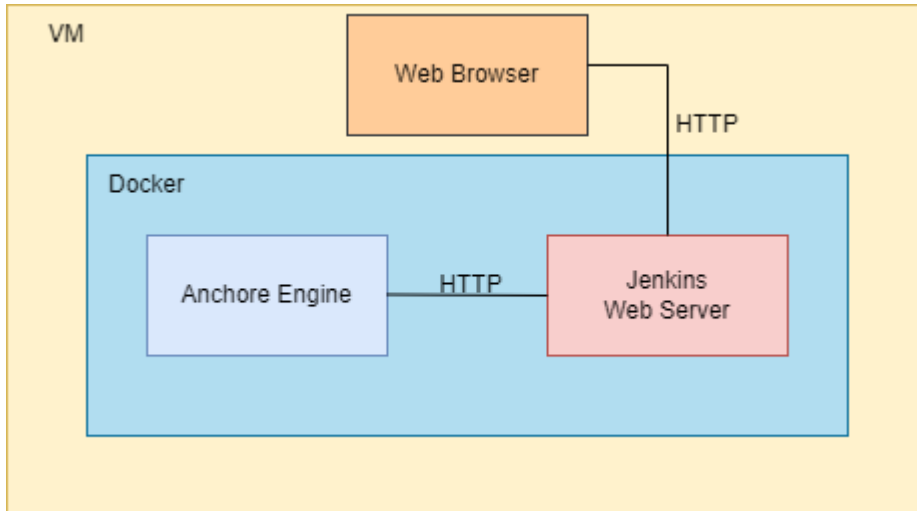 VM
Web Browser
HTTP
Docker
Anchore Engine
HTTP
Jenkins
Web Server